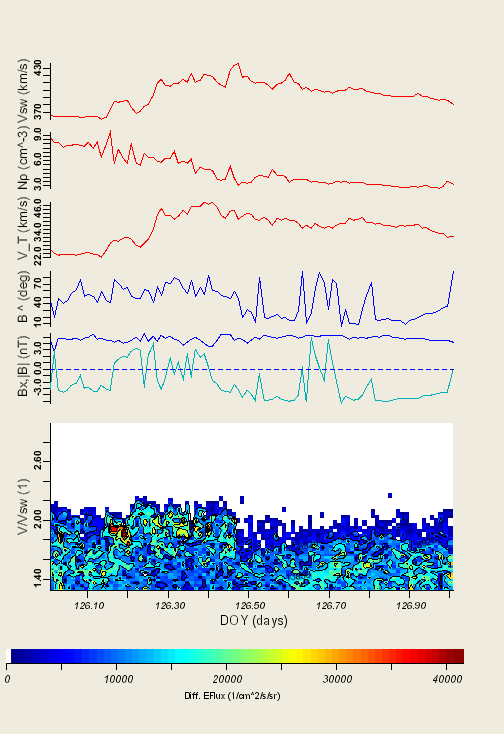 Vsw (km/s)
430
370
Np (cm^-3)
9.0
6.0
3.0
V_T (km/s)
46.0
34.0
22.0
B ^ (deg)
70
40
10
Bx,|B| (nT)
3.0
0.0
-3.0
V/Vsw (1)
2.60
2.00
1.40
126.10 126.30 126.50 126.70 126.90
DOY (days)
0 10000 20000 30000 40000
Diff. EFlux (1/cm^2/s/sr)